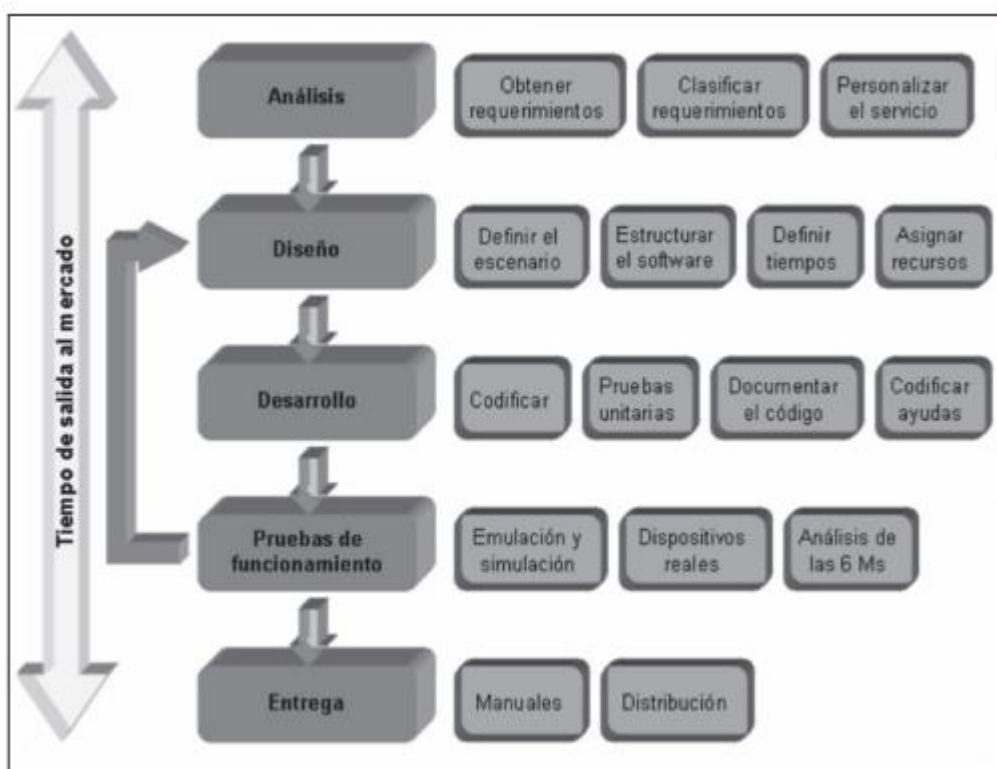 Tiempo de salida al mercado
Análisis
Obtener
requerimientos
Clasificar
requerimientos
Personalizar
el servicio
Diseño
Definir el
escenario
Estructurar
el software
Definir
tiempos
Asignar
recursos
Desarrollo
Codificar
Pruebas
unitarias
Documentar
el código
Codificar
ayudas
Pruebas de
funcionamiento
Emulación y
simulación
Dispositivos
reales
Análisis de
las 6 Ms
Entrega
Manuales
Distribución